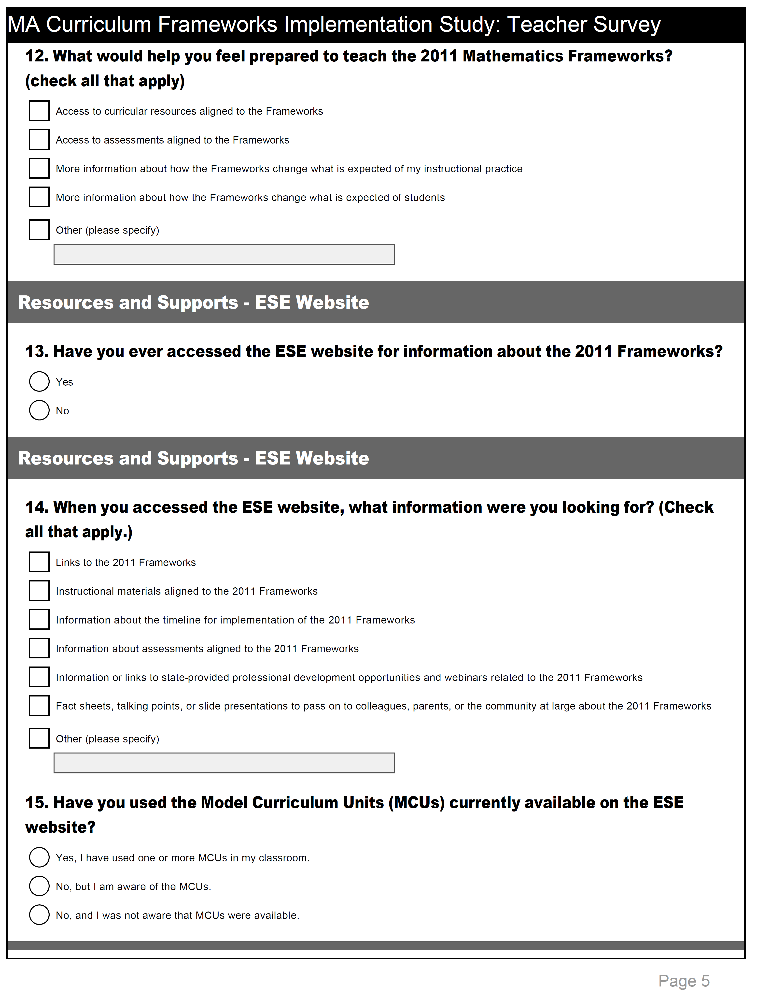 MA Curriculum Frameworks Implementation Study: Teacher Survey
12. What would help you feel prepared to teach the 2011 Mathematics Frameworks?
(check all that apply)
Access to curricular resources aligned to the Frameworks
Access to assessments aligned to the Frameworks
More information about how the Frameworks change what is expected of my instructional practice
More information about how the Frameworks change what is expected of students
Other (please specify)
Resources and Supports - ESE Website
13. Have you ever accessed the ESE website for information about the 2011 Frameworks?
Yes
No
Resources and Supports - ESE Website
14. When you accessed the ESE website, what information were you looking for? (Check
all that apply.)
Links to the 2011 Frameworks
Instructional materials aligned to the 2011 Frameworks
Information about the timeline for implementation of the 2011 Frameworks
Information about assessments aligned to the 2011 Frameworks
Information or links to state-provided professional development opportunities and webinars related to the 2011 Frameworks
Fact sheets, talking points, or slide presentations to pass on to colleagues, parents, or the community at large about the 2011 Frameworks
Other (please specify)
15. Have you used the Model Curriculum Units (MCUs) currently available on the ESE
website?
Yes, I have used one or more MCUs in my classroom.
No, but I am aware of the MCUs.
No, and I was not aware that MCUs were available.
Page 5